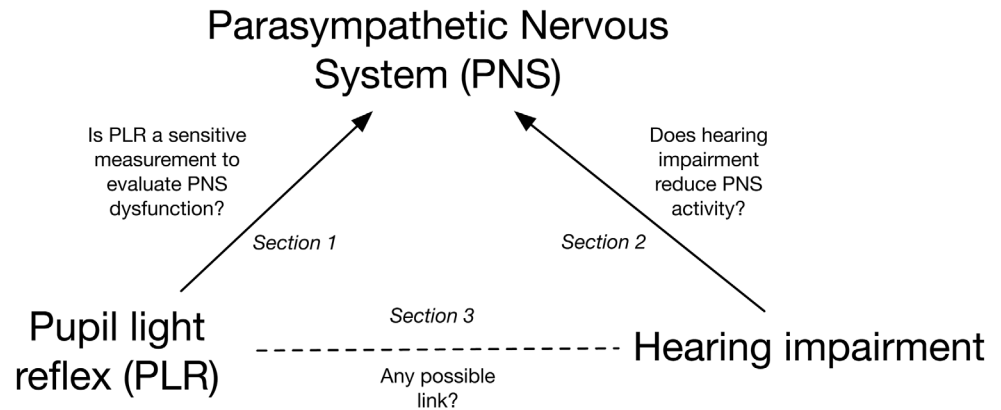 Parasympathetic Nervous
System (PNS)
Is PLR a sensitive
measurement to
evaluate PNS
dysfunction?
Does hearing
impairment
reduce PNS
activity?
Section 1
Section 2
Pupil light
reflex (PLR)
Section 3
Any possible
link?
Hearing impairment